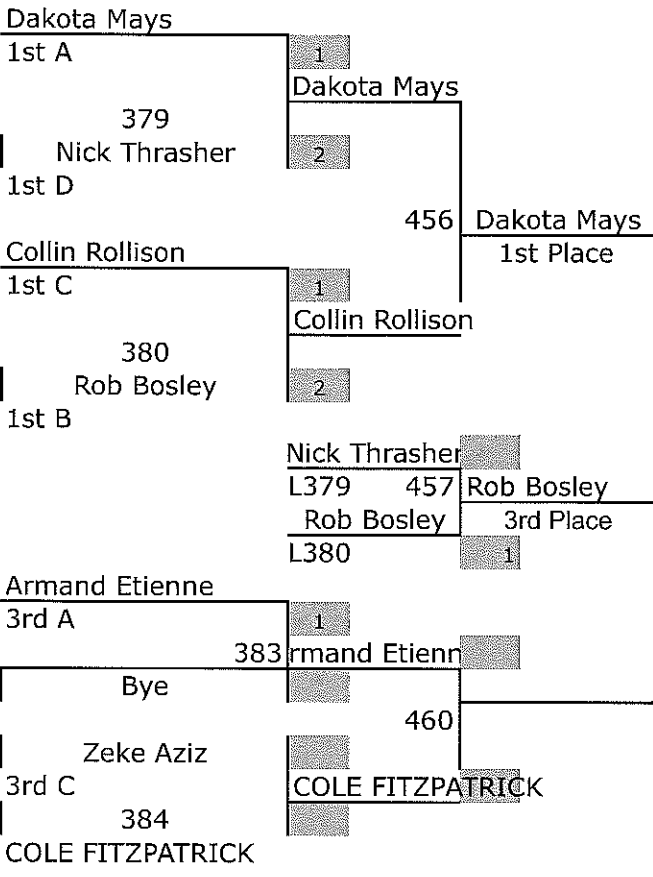 Dakota Mays
1st A
1
Dakota Mays
379
Nick Thrasher
2
1st D
456
Dakota Mays
1st Place
Collin Rollison
1st C
1
Collin Rollison
380
Rob Bosley
2
1st B
Nick Thrasher
L379 457 Rob Bosley
Rob Bosley 3rd Place
L380
1
Armand Etienne
3rd A
1
383 rmand Etienn
Bye
460
Zeke Aziz
3rd C
COLE FITZPATRICK
384
COLE FITZPATRICK